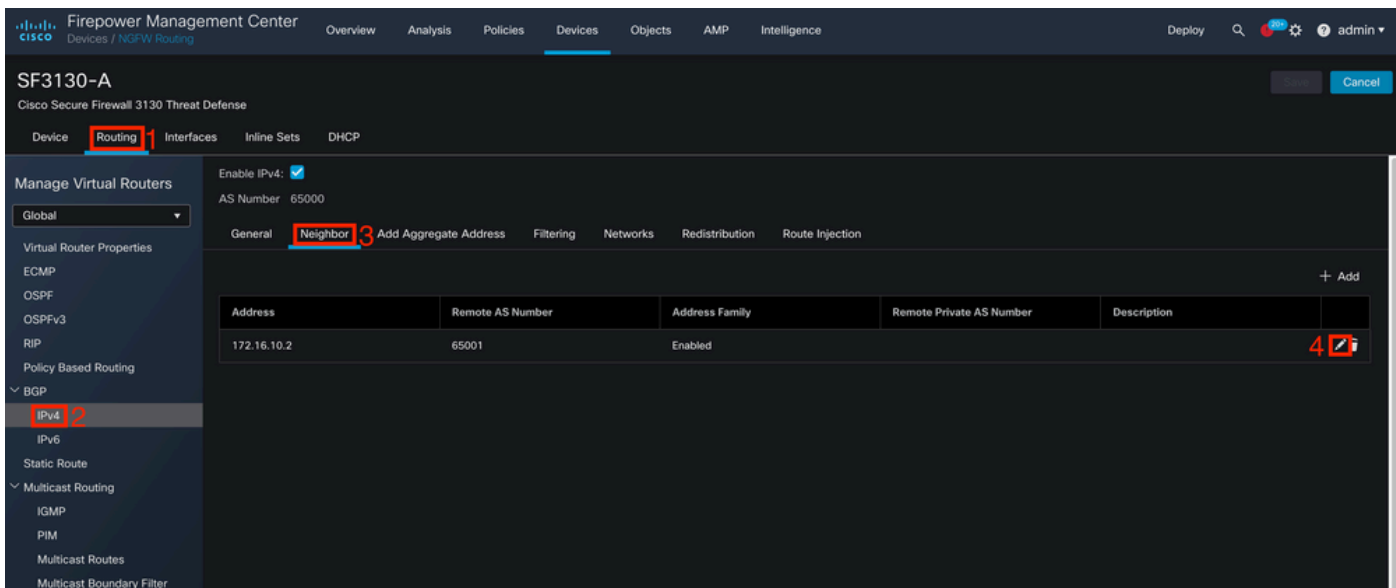 CISCO
Firepower Management Center
Devices / NGFW Routing
Overview Analysis Policies Devices Objects AMP Intelligence
Deploy 20+ ? admin
SF3130-A
Save Cancel
Cisco Secure Firewall 3130 Threat Defense
Device Routing 1 Interfaces Inline Sets DHCP
Manage Virtual Routers
Global
Virtual Router Properties
ECMP
OSPF
OSPFv3
RIP
Policy Based Routing
BGP
IPv4 2
IPv6
Static Route
Multicast Routing
IGMP
PIM
Multicast Routes
Multicast Boundary Filter
Enable IPv4:
AS Number 65000
General Neighbor 3 Add Aggregate Address Filtering Networks Redistribution Route Injection
+ Add
Address Remote AS Number Address Family Remote Private AS Number Description
172.16.10.2 65001 Enabled 4